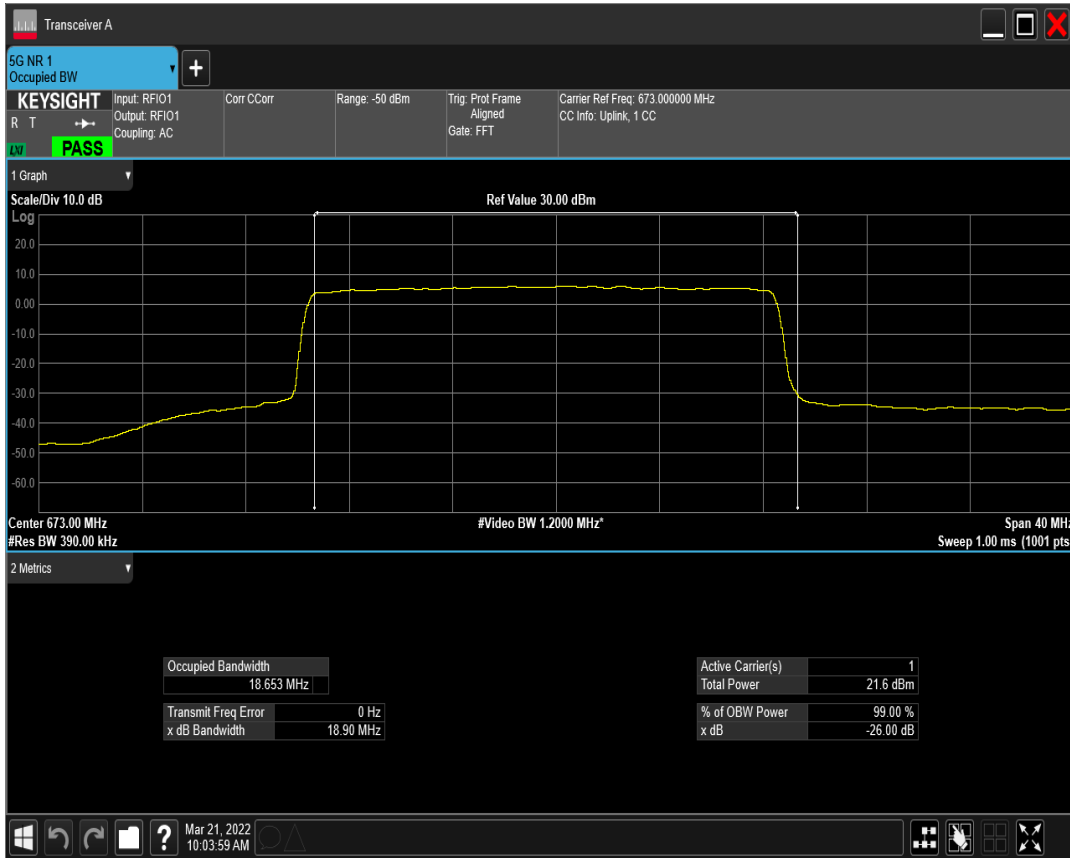 Transceiver A
5G NR 1
Occupied BW
KEYSIGHT
R T
LXI
PASS
Input: RFIO1
Output: RFIO1
Coupling: AC
Corr CCorr
Range: -50 dBm
Trig: Prot Frame
Aligned
Gate: FFT
Carrier Ref Freq: 673.000000 MHz
CC Info: Uplink, 1 CC
1 Graph
Scale/Div 10.0 dB
Ref Value 30.00 dBm
Log
20.0
10.0
0.00
-10.0
-20.0
-30.0
-40.0
-50.0
-60.0
Center 673.00 MHz
#Video BW 1.2000 MHz*
Span 40 MHz
#Res BW 390.00 kHz
Sweep 1.00 ms (1001 pts
2 Metrics
Occupied Bandwidth
18.653 MHz
Transmit Freq Error 0 Hz
x dB Bandwidth 18.90 MHz
Active Carrier(s) 1
Total Power 21.6 dBm
% of OBW Power 99.00 %
x dB -26.00 dB
?
Mar 21, 2022
10:03:59 AM